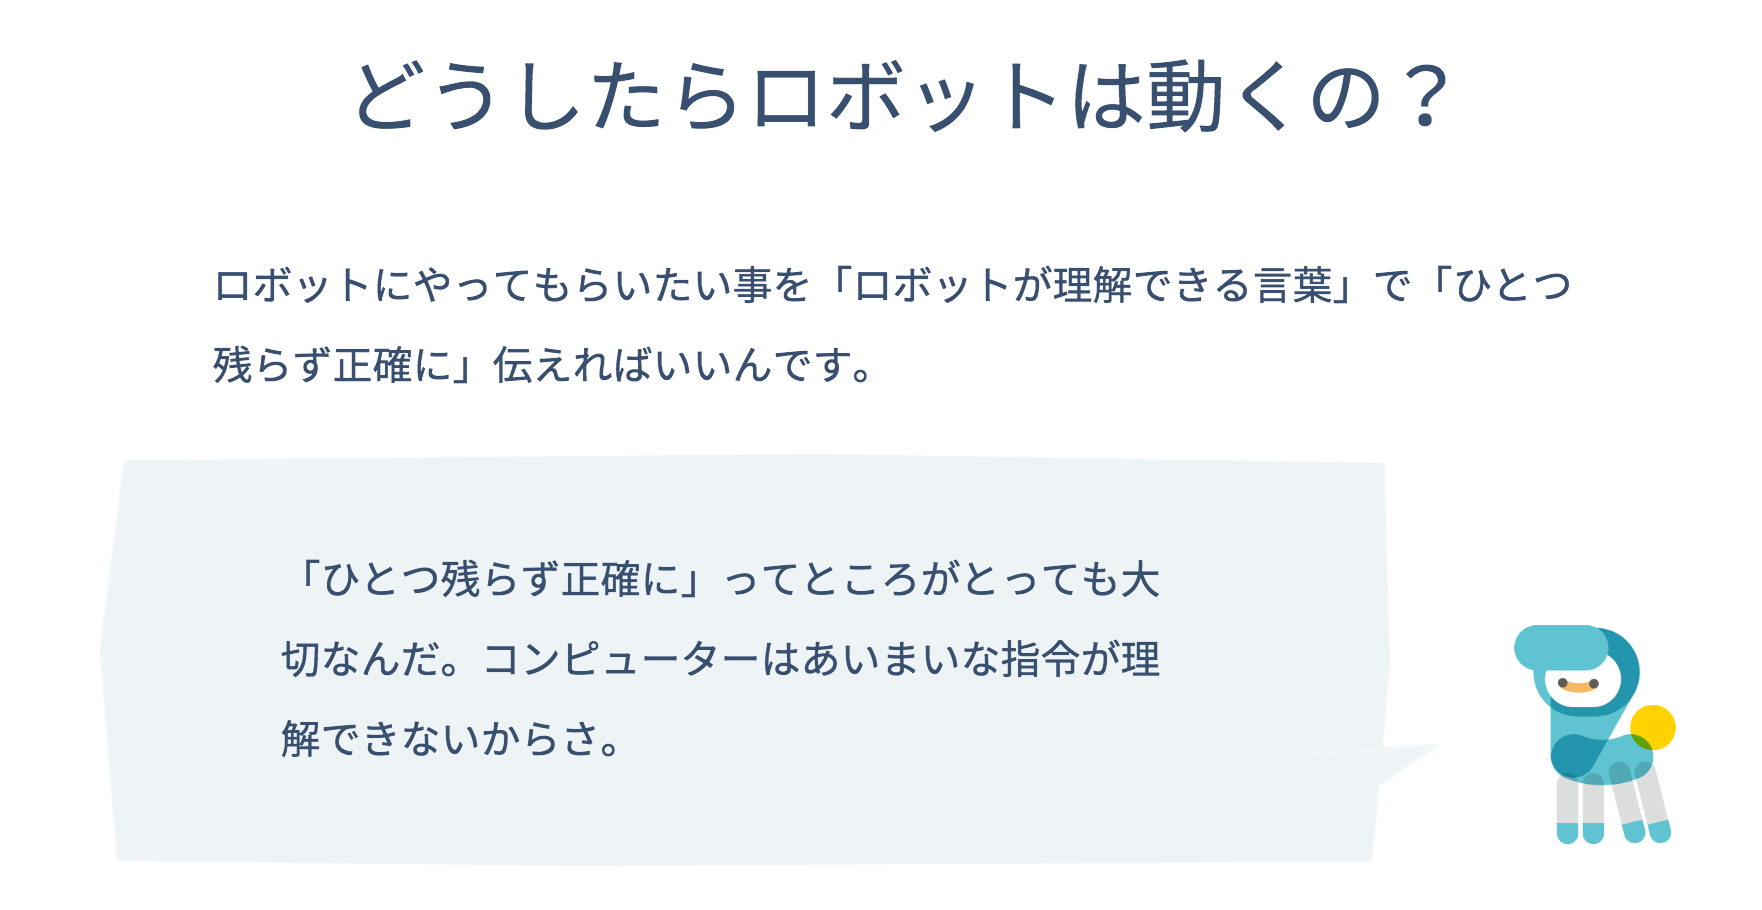 どうしたらロボットは動くの？
ロボットにやってもらいたい事を「ロボットが理解できる言葉」で「ひとつ
残らず正確に」伝えればいいんです。
「ひとつ残らず正確に」ってところがとっても大
切なんだ。コンピューターはあいまいな指令が理
解できないからさ。